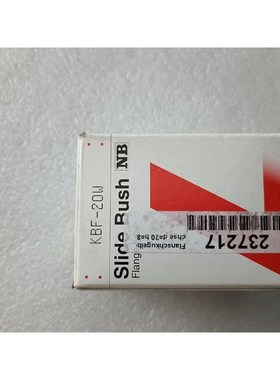 KBF-20W
Slide Bush NB
Flang
Flanschkugelb
chse d=20 h=8
237217